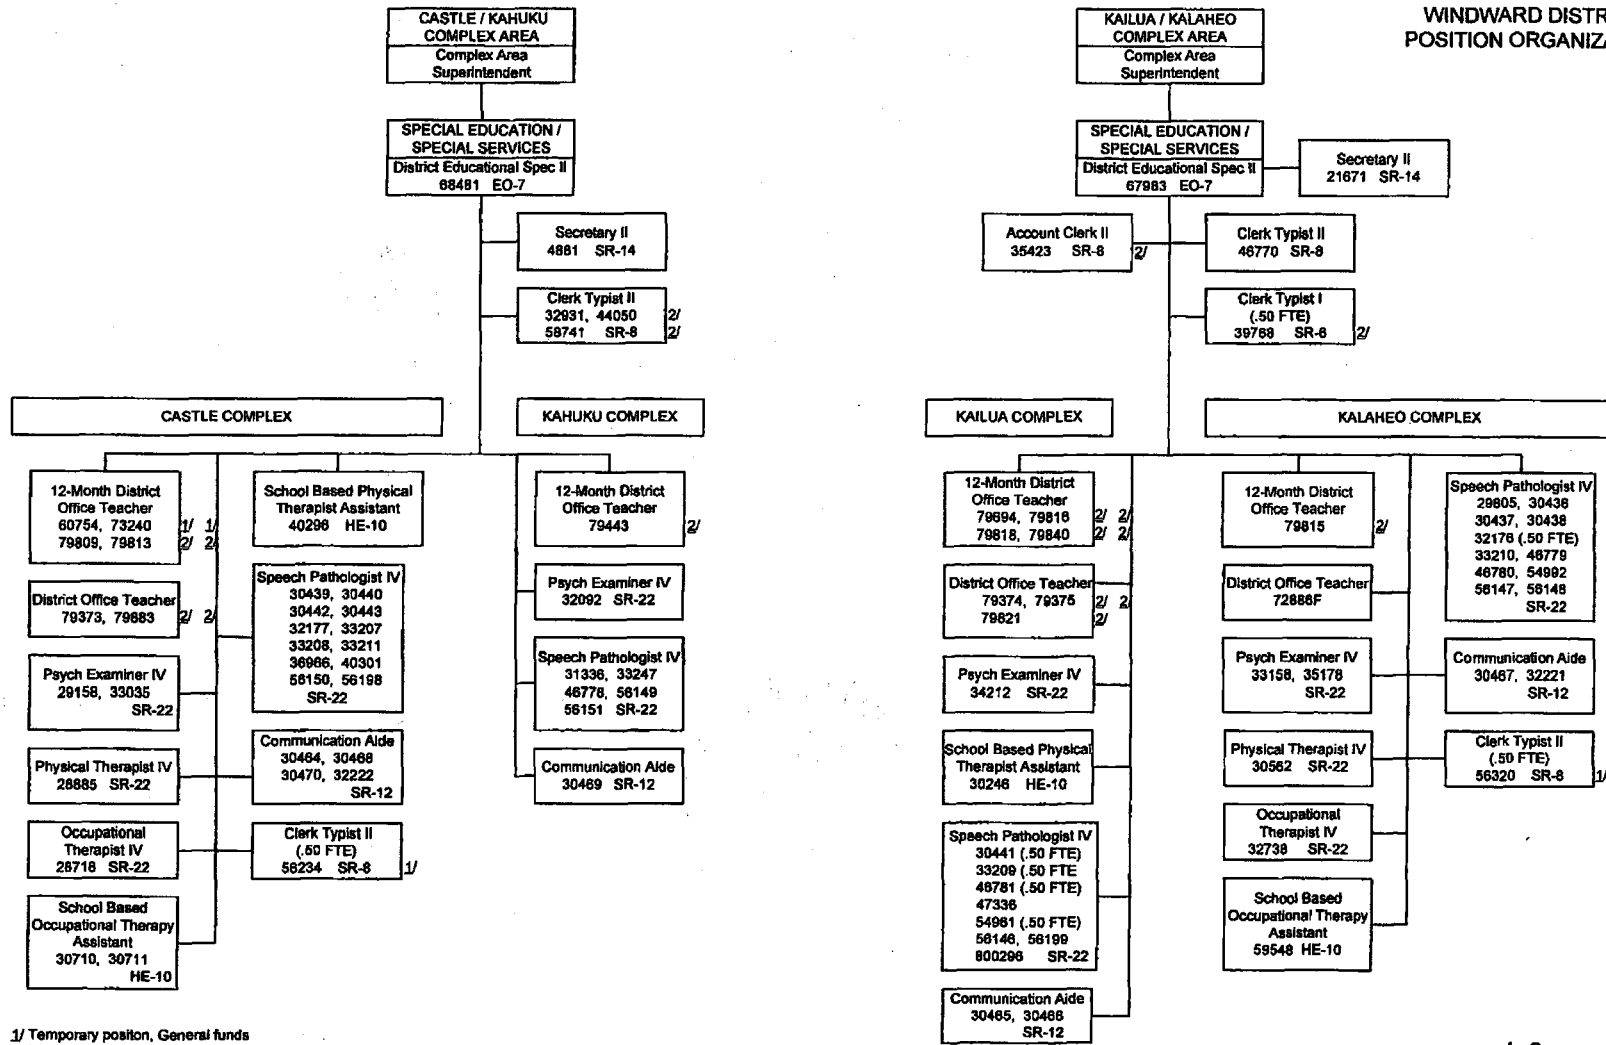 CASTLE / KAHUKU
COMPLEX AREA
Complex Area
Superintendent
SPECIAL EDUCATION /
SPECIAL SERVICES
District Educational Spec II
68481 EO-7
Secretary II
4881 SR-14
Clerk Typist II
32931, 44050 2/
58741 SR-8 2/
CASTLE COMPLEX
KAHUKU COMPLEX
12-Month District
Office Teacher
60754, 73240 1/ 1/
79809, 79813 2/ 2/
District Office Teacher
79373, 79683 2/ 2/
Psych Examiner IV
29158, 33035
SR-22
Physical Therapist IV
28885 SR-22
Occupational
Therapist IV
28718 SR-22
School Based
Occupational Therapy
Assistant
30710, 30711
HE-10
School Based Physical
Therapist Assistant
40296 HE-10
Speech Pathologist IV
30439, 30440
30442, 30443
32177, 33207
33208, 33211
36966, 40301
56150, 56198
SR-22
Communication Aide
30464, 30468
30470, 32222
SR-12
Clerk Typist II
(.50 FTE)
56234 SR-8 1/
12-Month District
Office Teacher
79443 2/
Psych Examiner IV
32092 SR-22
Speech Pathologist IV
31336, 33247
46778, 56149
56151 SR-22
Communication Aide
30469 SR-12
1/ Temporary positon, General funds
WINDWARD DISTR
POSITION ORGANIZA
KAILUA / KALAHEO
COMPLEX AREA
Complex Area
Superintendent
SPECIAL EDUCATION /
SPECIAL SERVICES
District Educational Spec II
67983 EO-7
Secretary II
21671 SR-14
Account Clerk II
35423 SR-8 2/
Clerk Typist II
46770 SR-8
Clerk Typist I
(.50 FTE)
39768 SR-6 2/
KAILUA COMPLEX
KALAHEO COMPLEX
12-Month District
Office Teacher
79694, 79816 2/ 2/
79818, 79840 2/ 2/
District Office Teacher
79374, 79375 2/ 2/
79821 2/
Psych Examiner IV
34212 SR-22
School Based Physical
Therapist Assistant
30246 HE-10
Speech Pathologist IV
30441 (.50 FTE)
33209 (.50 FTE
46781 (.50 FTE)
47336
54961 (.50 FTE)
56146, 56199
800296 SR-22
Communication Aide
30465, 30466
SR-12
12-Month District
Office Teacher
79815 2/
District Office Teacher
72886F
Psych Examiner IV
33158, 35178
SR-22
Physical Therapist IV
30562 SR-22
Occupational
Therapist IV
32738 SR-22
School Based
Occupational Therapy
Assistant
59548 HE-10
Speech Pathologist IV
29805, 30436
30437, 30438
32176 (.50 FTE)
33210, 46779
46780, 54992
56147, 56148
SR-22
Communication Aide
30467, 32221
SR-12
Clerk Typist II
(.50 FTE)
56320 SR-8 1/